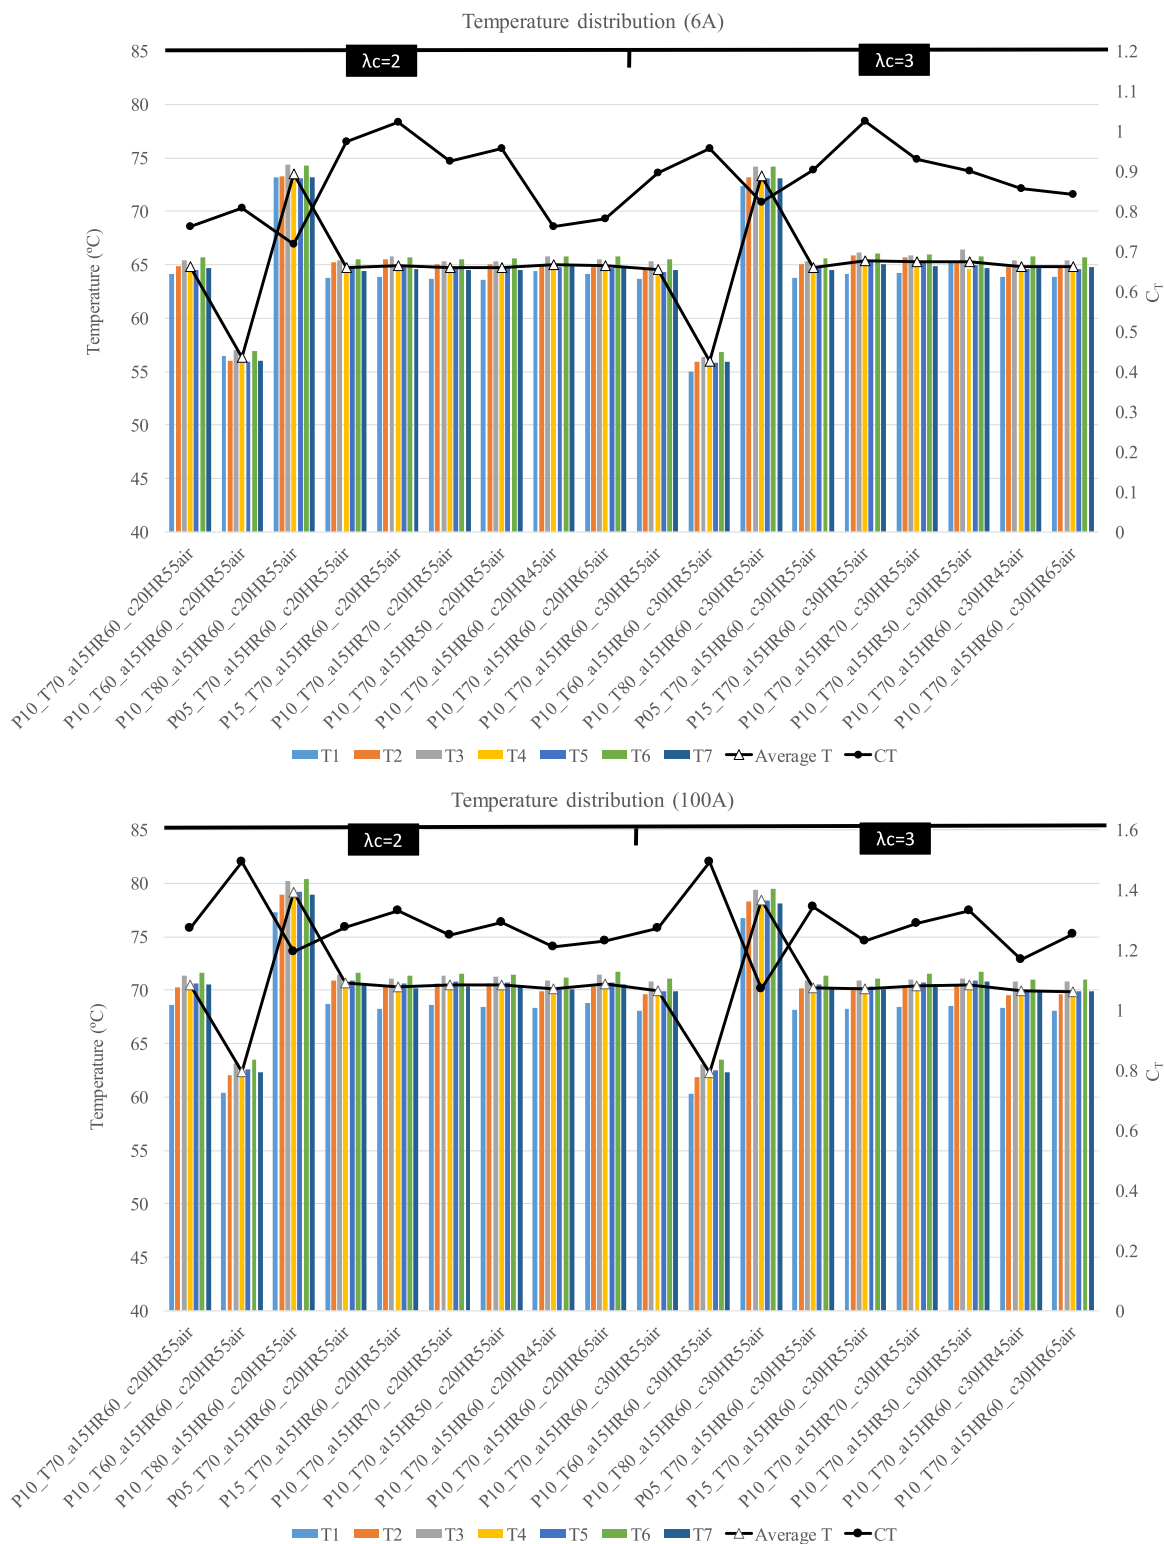 Temperature distribution (6A)
λc=2
λc=3
85
80
75
70
65
60
55
50
45
40
Temperature (ºC)
1.2
1.1
1
0.9
0.8
0.7
0.6
0.5
0.4
0.3
0.2
0.1
0
CT
P10_T70_a15HR60_c20HR55air
P10_T60_a15HR60_c20HR55air
P10_T80_a15HR60_c20HR55air
P05_T70_a15HR60_c20HR55air
P15_T70_a15HR60_c20HR55air
P10_T70_a15HR70_c20HR55air
P10_T70_a15HR50_c20HR55air
P10_T70_a15HR60_c20HR45air
P10_T70_a15HR60_c20HR65air
P10_T70_a15HR60_c30HR55air
P10_T60_a15HR60_c30HR55air
P10_T80_a15HR60_c30HR55air
P05_T70_a15HR60_c30HR55air
P15_T70_a15HR60_c30HR55air
P10_T70_a15HR70_c30HR55air
P10_T70_a15HR50_c30HR55air
P10_T70_a15HR60_c30HR45air
P10_T70_a15HR60_c30HR65air
T1 T2 T3 T4 T5 T6 T7 Average T CT
Temperature distribution (100A)
λc=2
λc=3
85
80
75
70
65
60
55
50
45
40
Temperature (ºC)
1.6
1.4
1.2
1
0.8
0.6
0.4
0.2
0
CT
P10_T70_a15HR60_c20HR55air
P10_T60_a15HR60_c20HR55air
P10_T80_a15HR60_c20HR55air
P05_T70_a15HR60_c20HR55air
P15_T70_a15HR60_c20HR55air
P10_T70_a15HR70_c20HR55air
P10_T70_a15HR50_c20HR55air
P10_T70_a15HR60_c20HR45air
P10_T70_a15HR60_c20HR65air
P10_T70_a15HR60_c30HR55air
P10_T60_a15HR60_c30HR55air
P10_T80_a15HR60_c30HR55air
P05_T70_a15HR60_c30HR55air
P15_T70_a15HR60_c30HR55air
P10_T70_a15HR70_c30HR55air
P10_T70_a15HR50_c30HR55air
P10_T70_a15HR60_c30HR45air
P10_T70_a15HR60_c30HR65air
T1 T2 T3 T4 T5 T6 T7 Average T CT